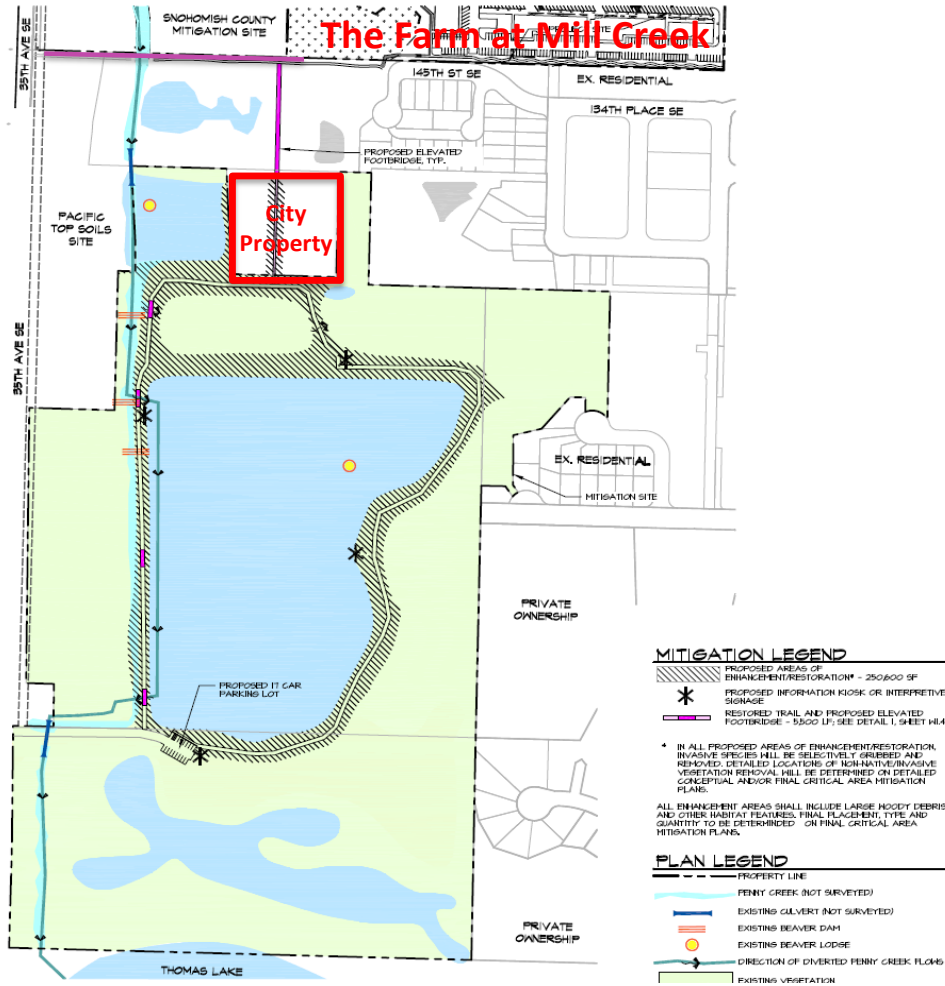 SNOHOMISH COUNTY
MITIGATION SITE
The Farm at Mill Creek
35TH AVE SE
145TH ST SE
EX. RESIDENTIAL
134TH PLACE SE
PROPOSED ELEVATED
FOOTBRIDGE, TYP.
PACIFIC
TOP SOILS
SITE
City
Property
35TH AVE SE
EX. RESIDENTIAL
MITIGATION SITE
PRIVATE
OWNERSHIP
PROPOSED 17 CAR
PARKING LOT
PRIVATE
OWNERSHIP
THOMAS LAKE
MITIGATION LEGEND
PROPOSED AREAS OF
ENHANCEMENT/RESTORATION* - 250,600 SF
PROPOSED INFORMATION KIOSK OR INTERPRETIVE
SIGNAGE
RESTORED TRAIL AND PROPOSED ELEVATED
FOOTBRIDGE - 5,500 LF; SEE DETAIL 1, SHEET W1.4
* IN ALL PROPOSED AREAS OF ENHANCEMENT/RESTORATION,
INVASIVE SPECIES WILL BE SELECTIVELY GRUBBED AND
REMOVED. DETAILED LOCATIONS OF NON-NATIVE/INVASIVE
VEGETATION REMOVAL WILL BE DETERMINED ON DETAILED
CONCEPTUAL AND/OR FINAL CRITICAL AREA MITIGATION
PLANS.
ALL ENHANCEMENT AREAS SHALL INCLUDE LARGE WOODY DEBRIS
AND OTHER HABITAT FEATURES. FINAL PLACEMENT, TYPE AND
QUANTITY TO BE DETERMINDED ON FINAL CRITICAL AREA
MITIGATION PLANS.
PLAN LEGEND
PROPERTY LINE
PENNY CREEK (NOT SURVEYED)
EXISTING CULVERT (NOT SURVEYED)
EXISTING BEAVER DAM
EXISTING BEAVER LODGE
DIRECTION OF DIVERTED PENNY CREEK FLOWS
EXISTING VEGETATION